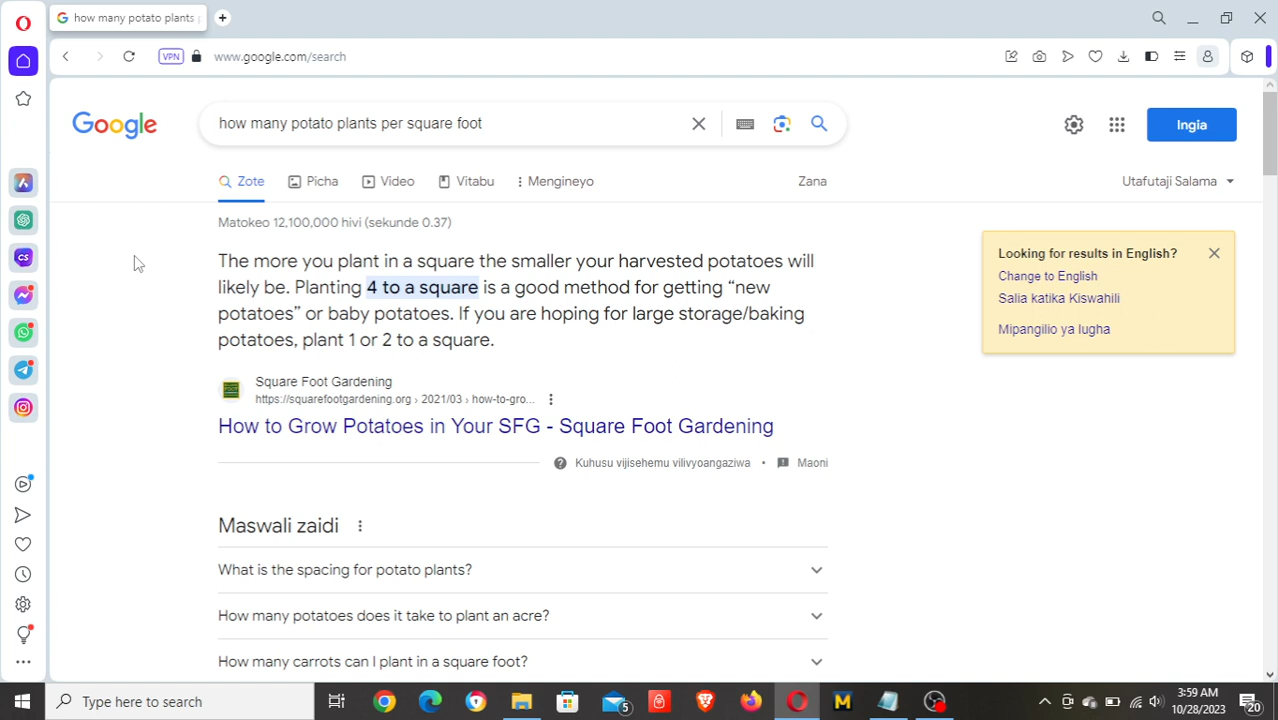 how many potato plants p
VPN
www.google.com/search
Google
how many potato plants per square foot
Ingia
Zote
Picha
Video
Vitabu
Mengineyo
Zana
Utafutaji Salama
Matokeo 12,100,000 hivi (sekunde 0.37)
The more you plant in a square the smaller your harvested potatoes will
likely be. Planting 4 to a square is a good method for getting “new
potatoes” or baby potatoes. If you are hoping for large storage/baking
potatoes, plant 1 or 2 to a square.
Looking for results in English?
Change to English
Salia katika Kiswahili
Mipangilio ya lugha
Square Foot Gardening
https://squarefootgardening.org › 2021/03 › how-to-gro...
How to Grow Potatoes in Your SFG - Square Foot Gardening
Kuhusu vijisehemu vilivyoangaziwa • Maoni
Maswali zaidi
What is the spacing for potato plants?
How many potatoes does it take to plant an acre?
How many carrots can I plant in a square foot?
CS
Type here to search
5
M
3:59 AM
10/28/2023
20